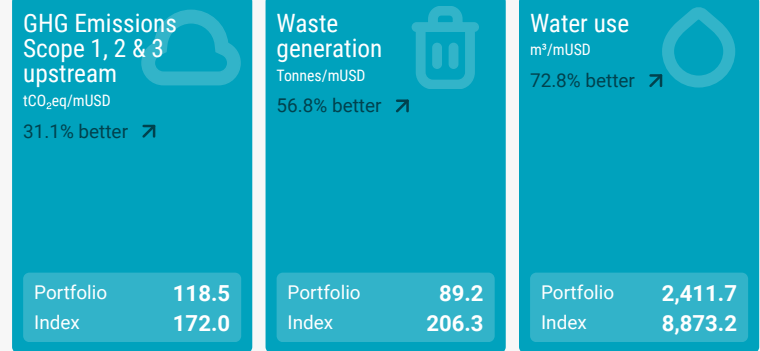 GHG Emissions
Scope 1, 2 & 3
upstream
tCO₂eq/mUSD
31.1% better
Portfolio 118.5
Index 172.0
Waste
generation
Tonnes/mUSD
56.8% better
Portfolio 89.2
Index 206.3
Water use
m³/mUSD
72.8% better
Portfolio 2,411.7
Index 8,873.2